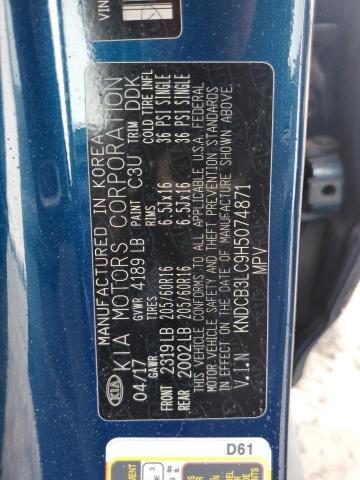 MANUFACTURED IN KOREA
KIA MOTORS CORPORATION
04/17 GVWR 4189 LB PAINT C3U TRIM DDK
GAWR TIRES RIMS COLD TIRE INFL
FRONT 2319 LB 205/60R16 6.5JX16 36 PSI SINGLE
REAR 2002 LB 205/60R16 6.5JX16 36 PSI SINGLE
THIS VEHICLE CONFORMS TO ALL APPLICABLE U.S.A. FEDERAL
MOTOR VEHICLE SAFETY, BUMPER, AND THEFT PREVENTION STANDARDS
IN EFFECT ON THE DATE OF MANUFACTURE SHOWN ABOVE.
V.I.N KNDCB3LC9H5074871
MPV
KIA
VIN
D61